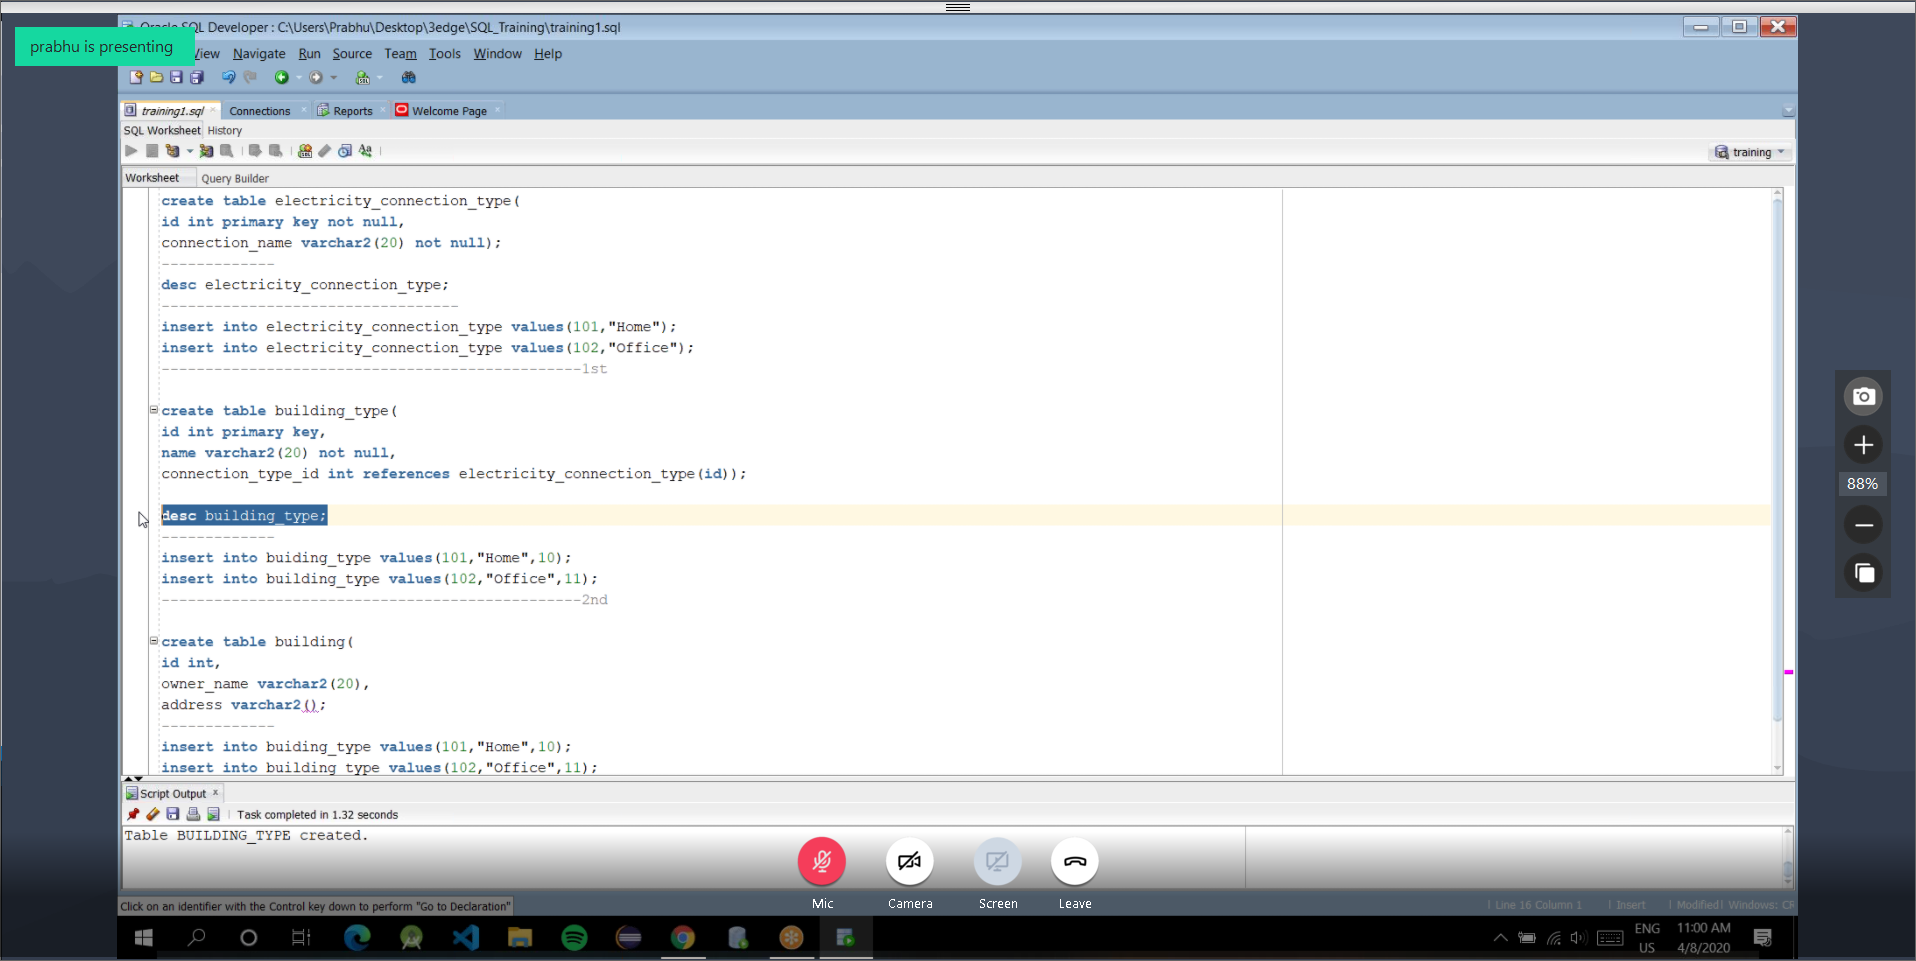 Oracle SQL Developer : C:\Users\Prabhu\Desktop\3edge\SQL_Training\training1.sql
prabhu is presenting
View Navigate Run Source Team Tools Window Help
training1.sql Connections Reports Welcome Page
SQL Worksheet History
training
Worksheet Query Builder
create table electricity_connection_type(
id int primary key not null,
connection_name varchar2(20) not null);
-------------
desc electricity_connection_type;
----------------------------------
insert into electricity_connection_type values(101,"Home");
insert into electricity_connection_type values(102,"Office");
------------------------------------------------1st
create table building_type(
id int primary key,
name varchar2(20) not null,
connection_type_id int references electricity_connection_type(id));
desc building_type;
-------------
insert into buiding_type values(101,"Home",10);
insert into building_type values(102,"Office",11);
------------------------------------------------2nd
create table building(
id int,
owner_name varchar2(20),
address varchar2();
-------------
insert into buiding_type values(101,"Home",10);
insert into building type values(102,"Office",11);
88%
Script Output
Task completed in 1.32 seconds
Table BUILDING_TYPE created.
Mic Camera Screen Leave
Click on an identifier with the Control key down to perform "Go to Declaration"
Line 16 Column 1 Insert Modified Windows: CR
ENG
US
11:00 AM
4/8/2020